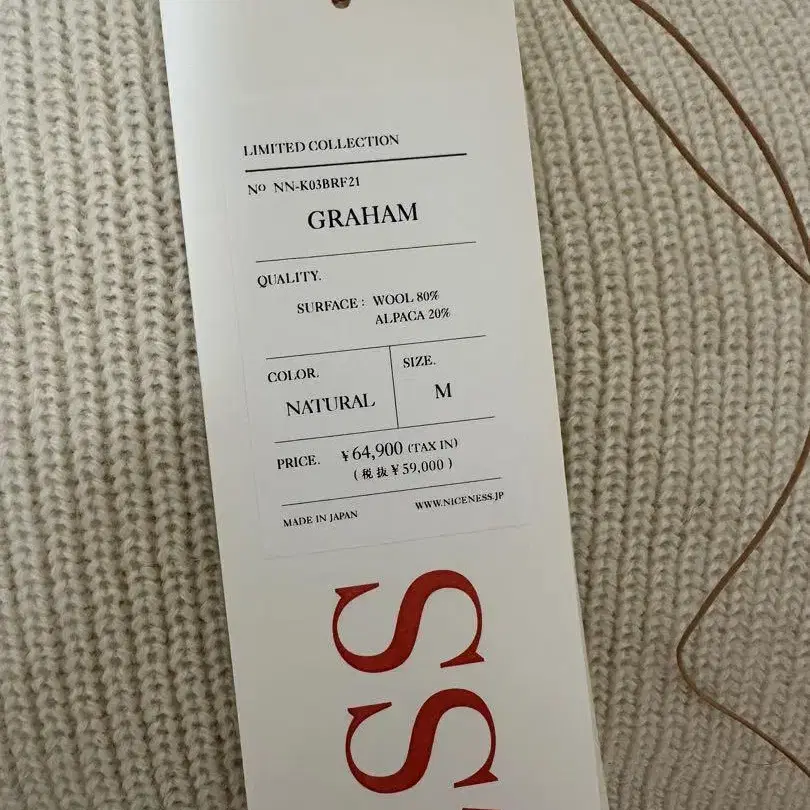 LIMITED COLLECTION
Nº NN-K03BRF21
GRAHAM
QUALITY.
SURFACE : WOOL 80%
ALPACA 20%
COLOR.
NATURAL
SIZE.
M
PRICE. ¥64,900 (TAX IN)
(税抜¥59,000)
MADE IN JAPAN
WWW.NICENESS.JP
SS